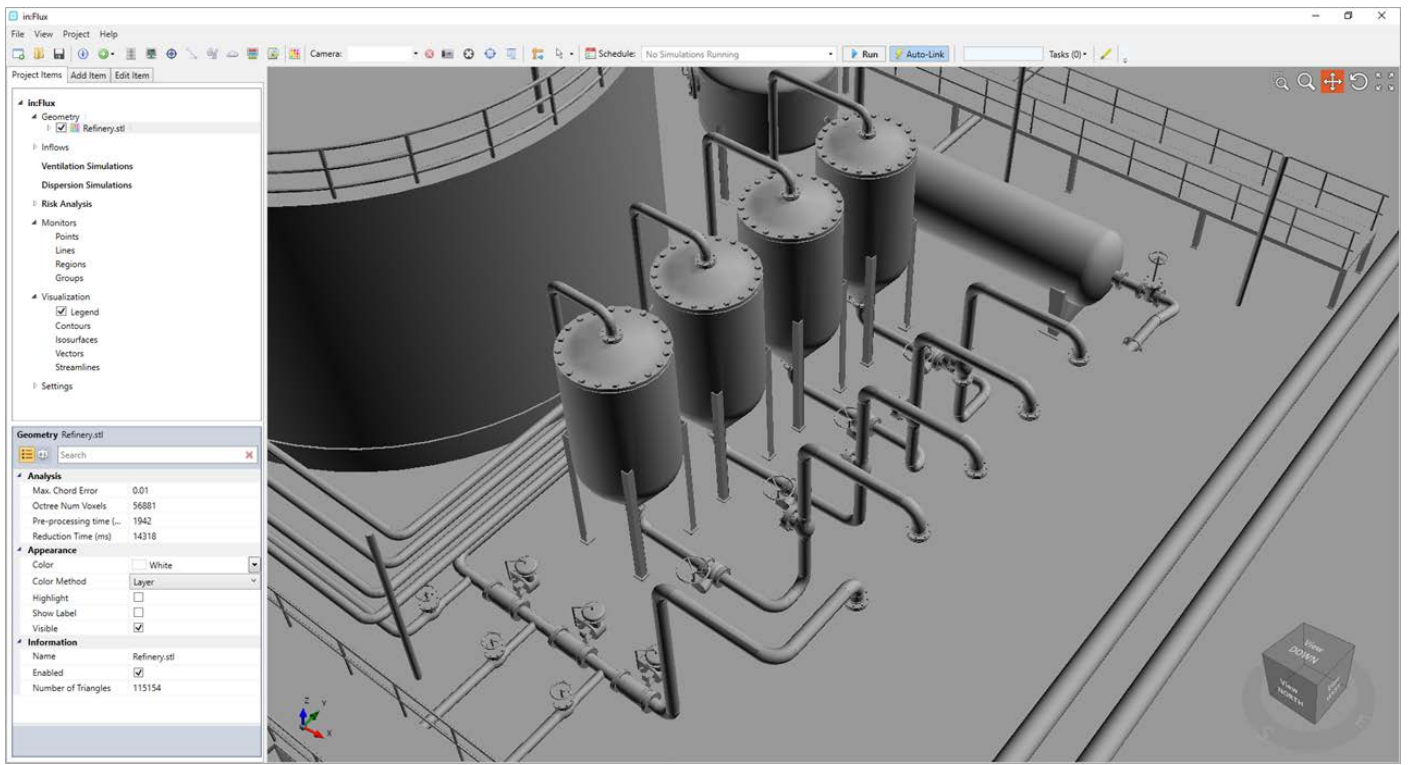 in:Flux
File View Project Help
Camera: Schedule: No Simulations Running Run Auto-Link Tasks (0)
Project Items Add Item Edit Item
in:Flux
Geometry
Refinery.stl
Inflows
Ventilation Simulations
Dispersion Simulations
Risk Analysis
Monitors
Points
Lines
Regions
Groups
Visualization
Legend
Contours
Isosurfaces
Vectors
Streamlines
Settings
Geometry Refinery.stl
Search
Analysis
Max. Chord Error 0.01
Octree Num Voxels 56881
Pre-processing time (... 1942
Reduction Time (ms) 14318
Appearance
Color White
Color Method Layer
Highlight
Show Label
Visible
Information
Name Refinery.stl
Enabled
Number of Triangles 115154
Z Y
X
View
DOWN
View
NORTH
View
S E